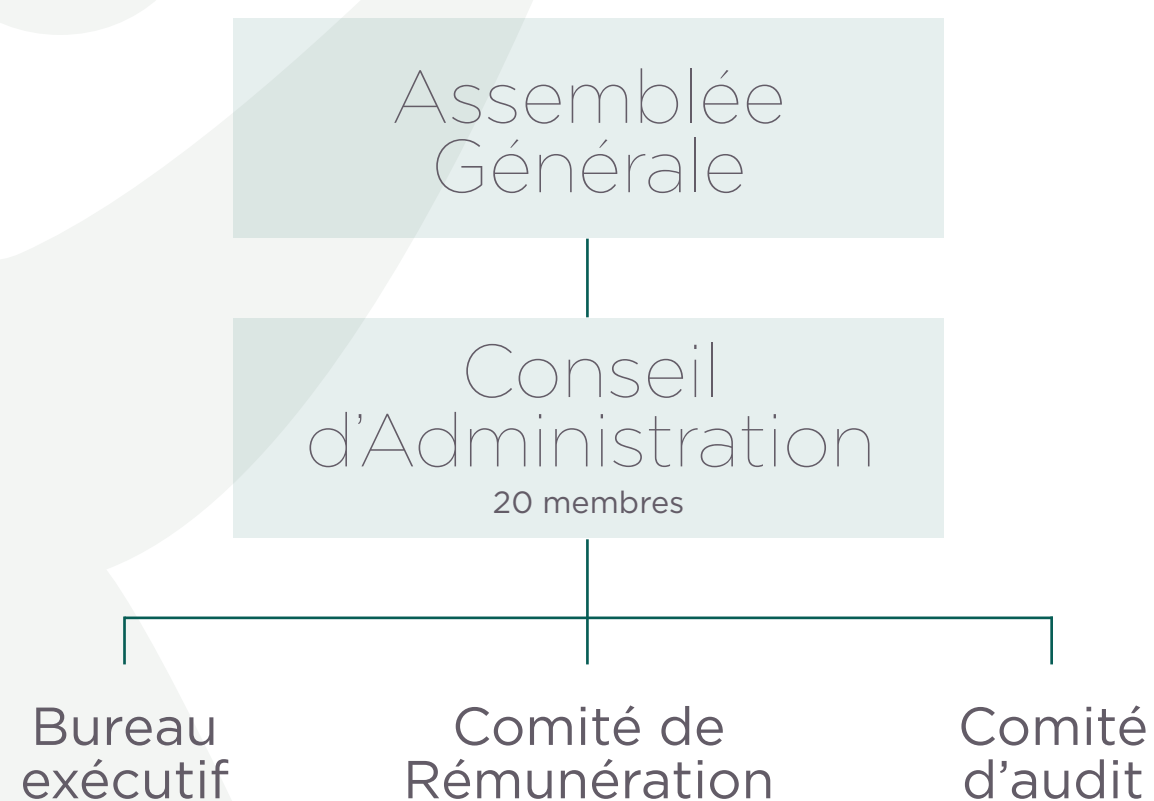 Assemblée
Générale
Conseil
d’Administration
20 membres
Bureau
exécutif
Comité de
Rémunération
Comité
d’audit